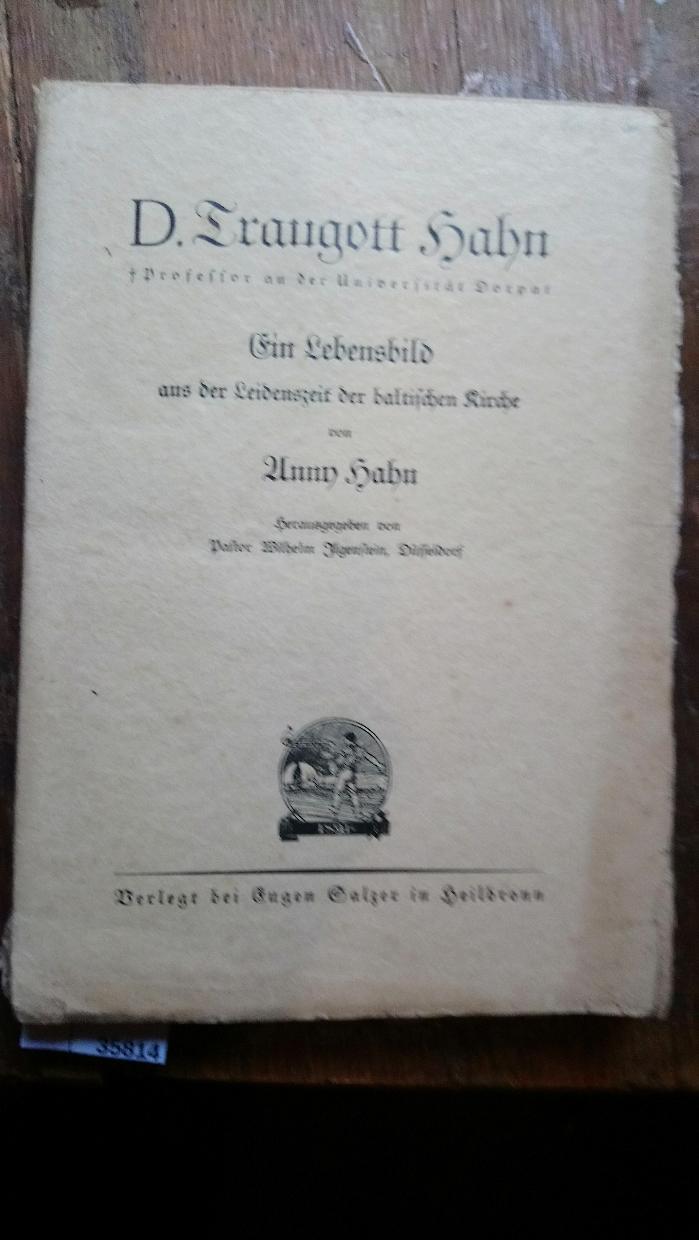 D. Traugott Hahn
† Professor an der Universität Dorpat
Ein Lebensbild
aus der Leidenszeit der baltischen Kirche
von
Anny Hahn
Herausgegeben von
Pastor Wilhelm Ilgenstein, Düsseldorf
Verlegt bei Eugen Salzer in Heilbronn
35814